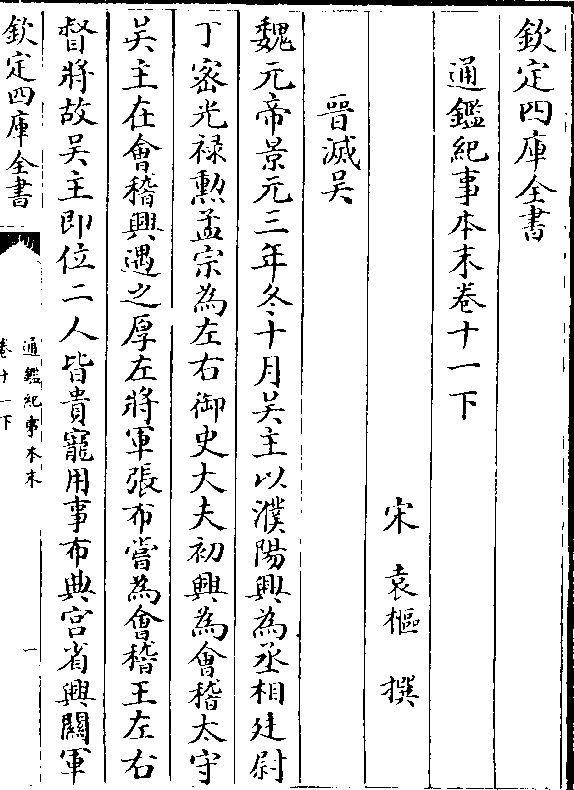 欽定四庫全書
通鑑紀事本末卷十一下
宋 袁樞 撰
晉滅吳
魏元帝景元三年冬十月吳主以濮陽興為丞相廷尉
丁宻光禄勲孟宗為左右御史大夫初興為會稽太守
吳主在會稽興遇之厚左將軍張布嘗為會稽王左右
督將故吳主即位二人皆貴寵用事布典宫省興關軍
欽定四庫全書
通鑑紀事本末
卷十一下
一